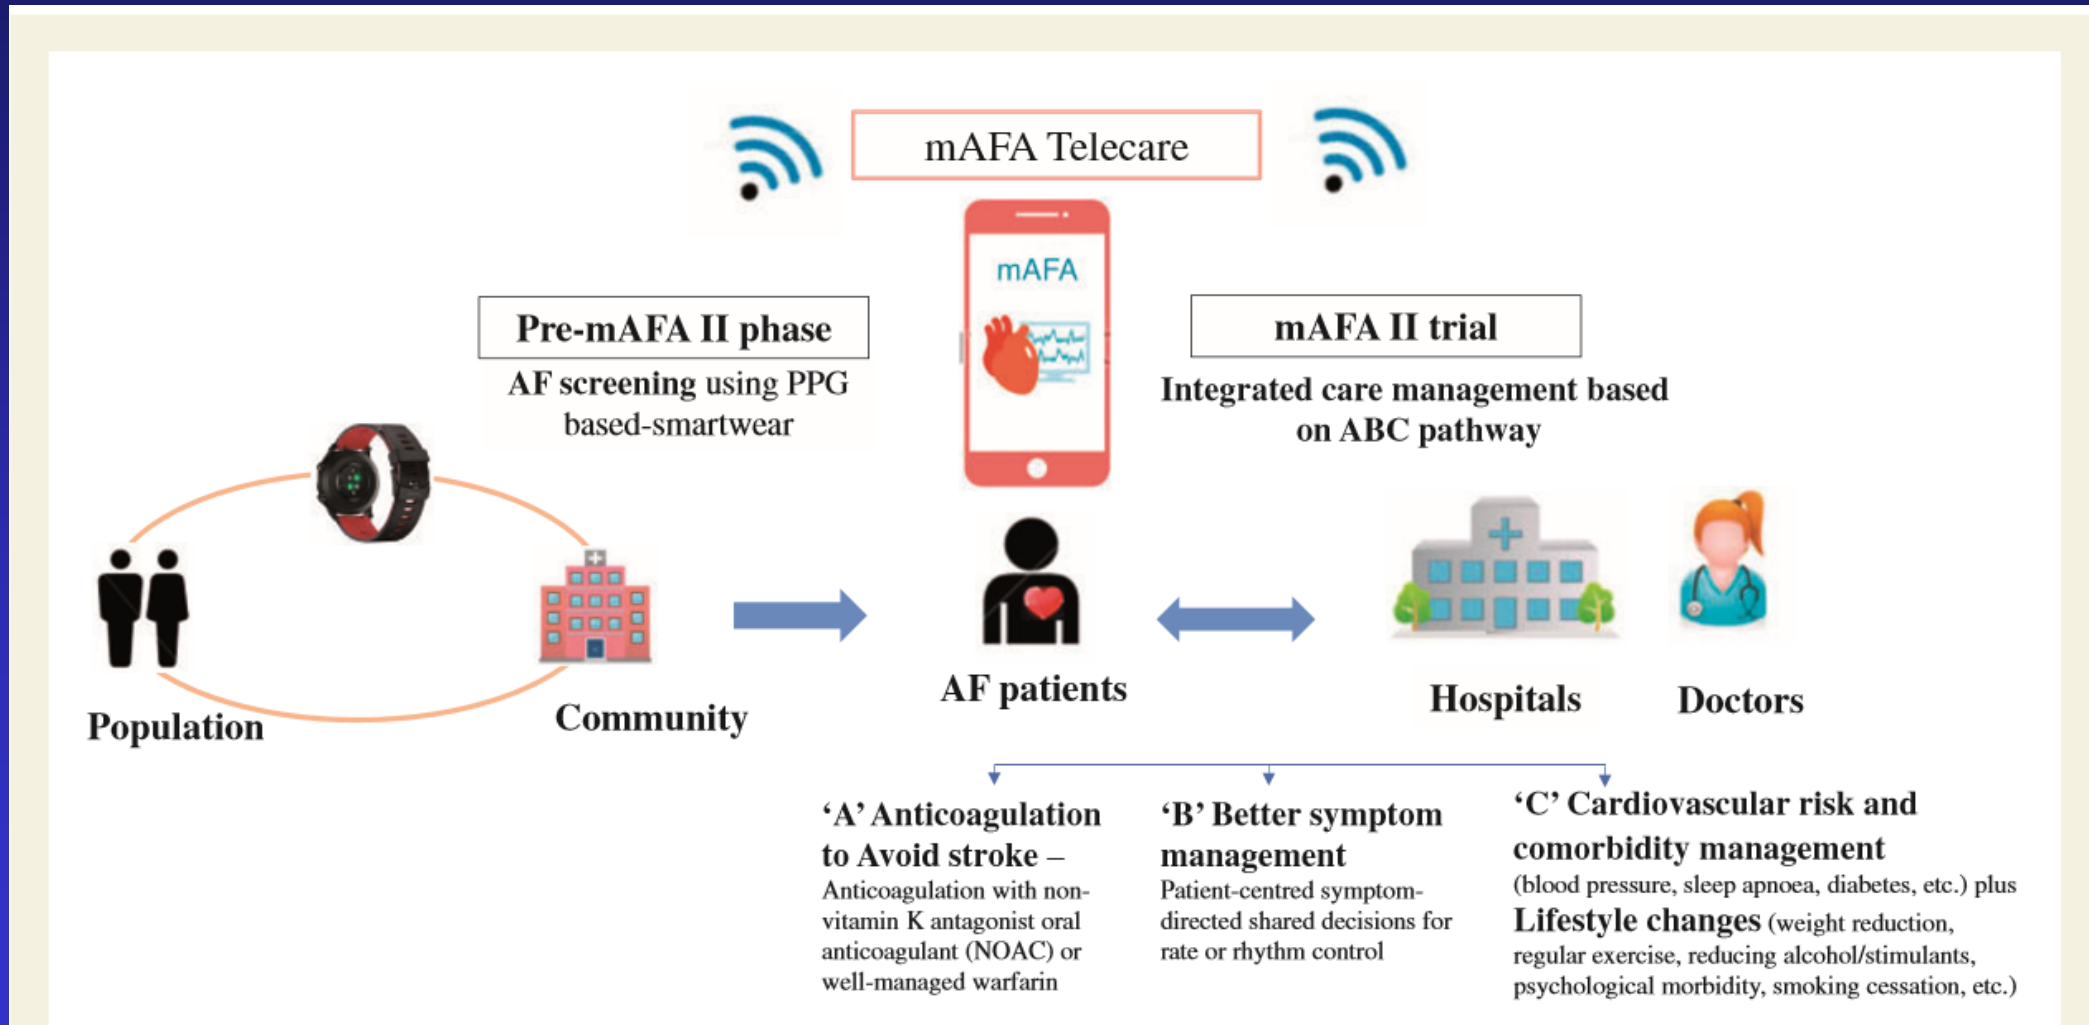 mAFA Telecare
mAFA
Pre-mAFA II phase
AF screening using PPG
based-smartwear
mAFA II trial
Integrated care management based
on ABC pathway
Population
Community
AF patients
Hospitals
Doctors
‘A’ Anticoagulation
to Avoid stroke –
Anticoagulation with non-
vitamin K antagonist oral
anticoagulant (NOAC) or
well-managed warfarin
‘B’ Better symptom
management
Patient-centred symptom-
directed shared decisions for
rate or rhythm control
‘C’ Cardiovascular risk and
comorbidity management
(blood pressure, sleep apnoea, diabetes, etc.) plus
Lifestyle changes (weight reduction,
regular exercise, reducing alcohol/stimulants,
psychological morbidity, smoking cessation, etc.)